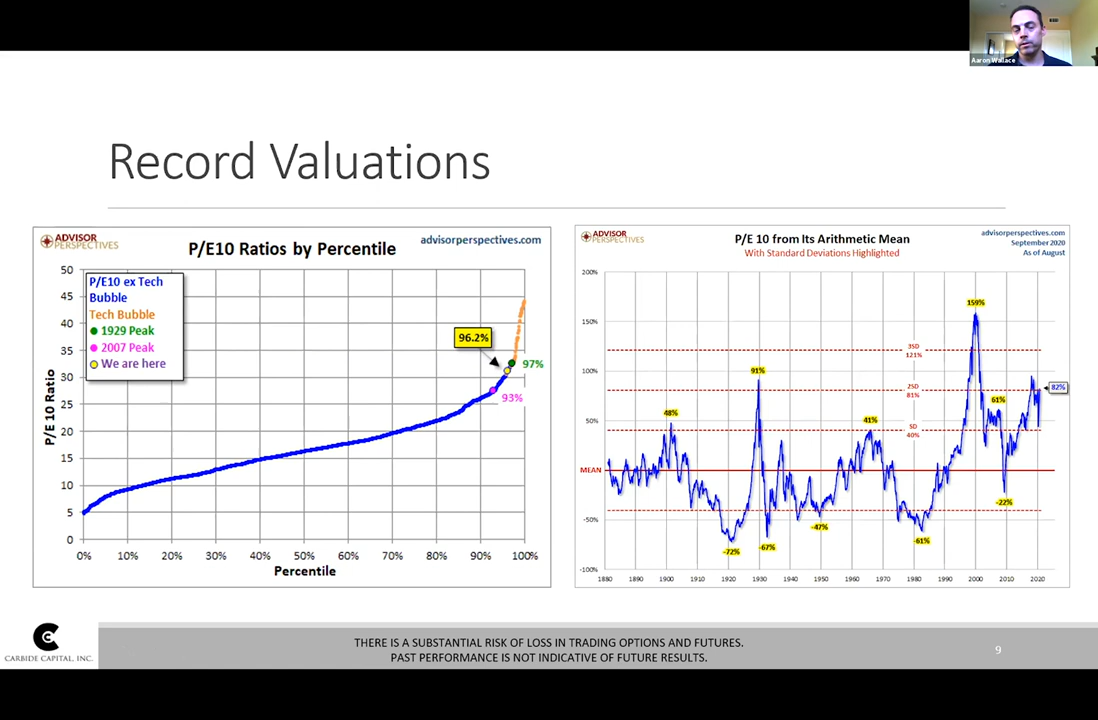 Aaron Wallace
Record Valuations
ADVISOR
PERSPECTIVES
P/E10 Ratios by Percentile
advisorperspectives.com
P/E 10 Ratio
50
45
40
35
30
25
20
15
10
5
0
P/E10 ex Tech
Bubble
Tech Bubble
1929 Peak
2007 Peak
We are here
96.2%
97%
93%
0% 10% 20% 30% 40% 50% 60% 70% 80% 90% 100%
Percentile
ADVISOR
PERSPECTIVES
P/E 10 from Its Arithmetic Mean
With Standard Deviations Highlighted
advisorperspectives.com
September 2020
As of August
200%
150%
100%
50%
MEAN
-50%
-100%
159%
3SD
121%
91%
2SD
81%
82%
61%
48%
41%
SD
40%
-22%
-47%
-61%
-67%
-72%
1880 1890 1900 1910 1920 1930 1940 1950 1960 1970 1980 1990 2000 2010 2020
CARBIDE CAPITAL, INC.
THERE IS A SUBSTANTIAL RISK OF LOSS IN TRADING OPTIONS AND FUTURES.
PAST PERFORMANCE IS NOT INDICATIVE OF FUTURE RESULTS.
9